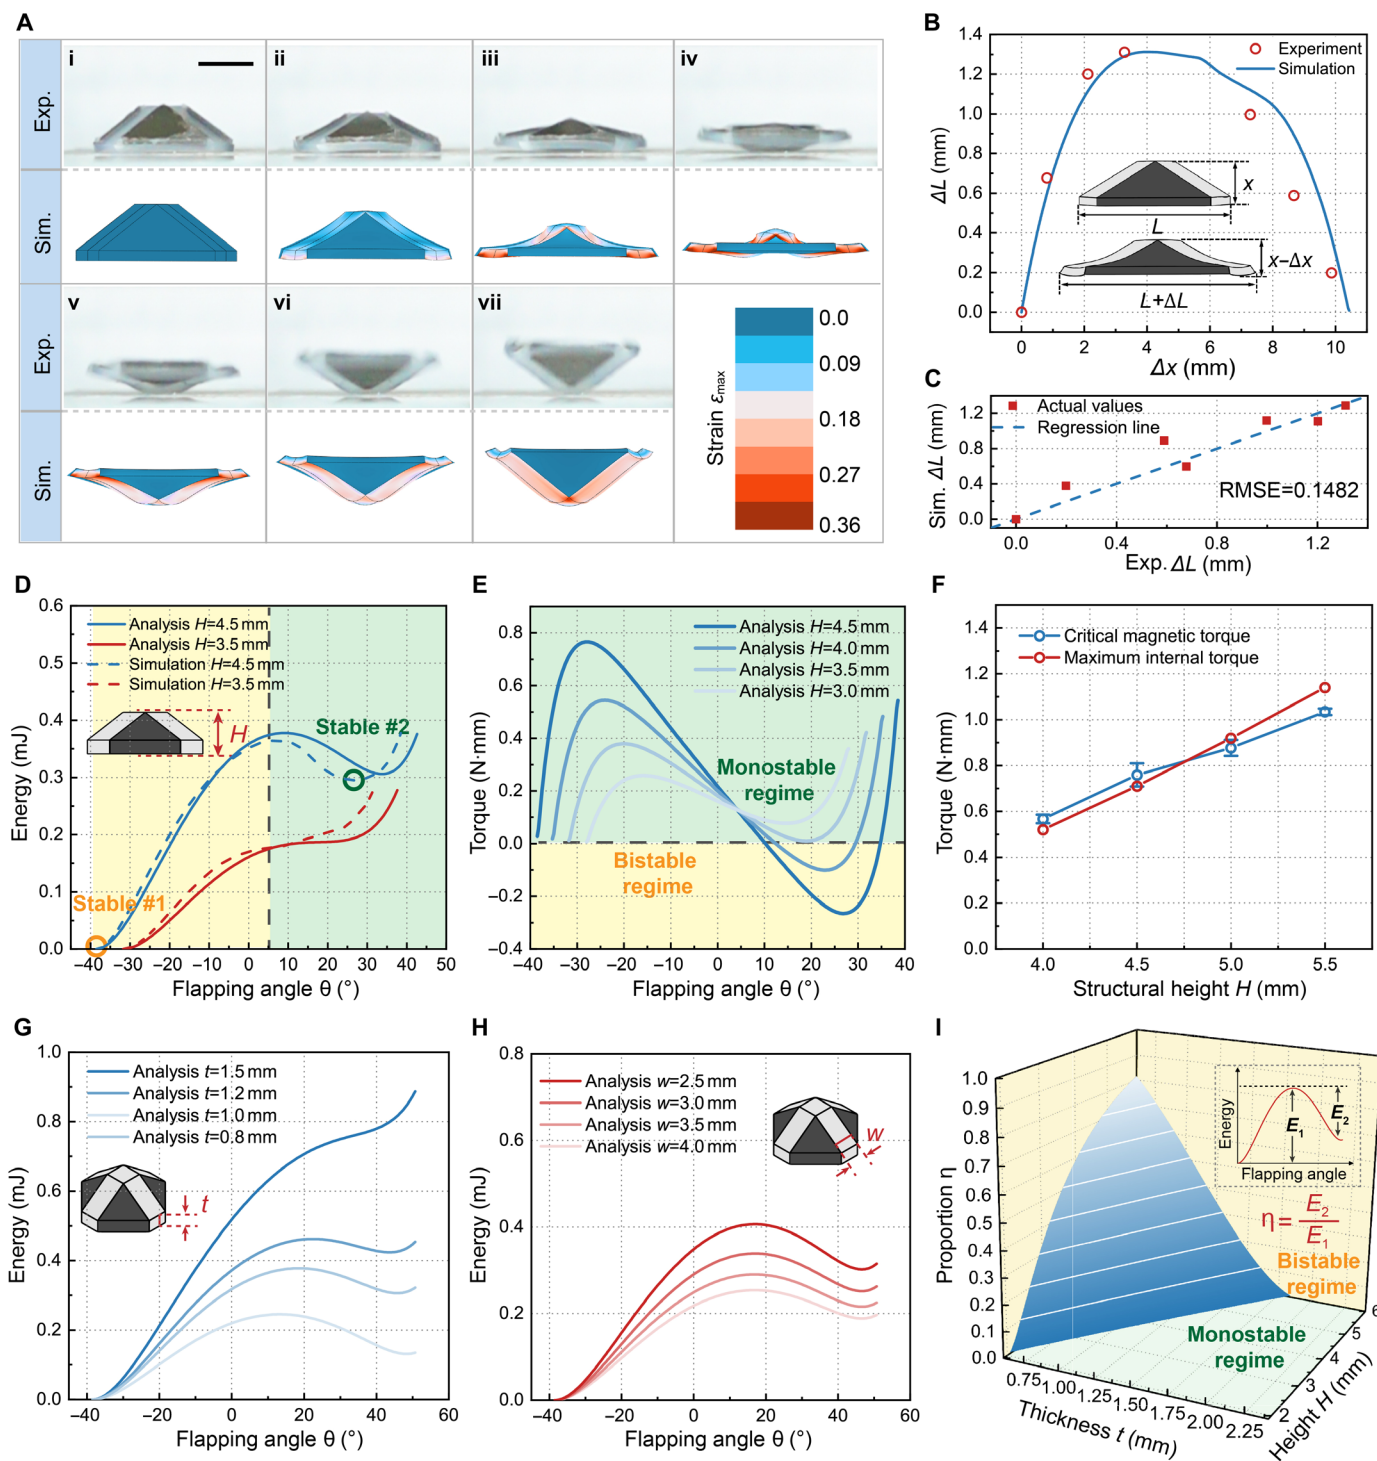 A
Exp.
i
ii
iii
iv
Sim.
Exp.
v
vi
vii
Sim.
Strain εmax
0.0
0.09
0.18
0.27
0.36
B
ΔL (mm)
1.4
1.2
1.0
0.8
0.6
0.4
0.2
0.0
Experiment
Simulation
x
L
x−Δx
L+ΔL
0 2 4 6 8 10
Δx (mm)
C
Sim. ΔL (mm)
1.2
0.8
0.4
0.0
Actual values
Regression line
RMSE=0.1482
0.0 0.4 0.8 1.2
Exp. ΔL (mm)
D
Energy (mJ)
0.6
0.5
0.4
0.3
0.2
0.1
0.0
Analysis H=4.5 mm
Analysis H=3.5 mm
Simulation H=4.5 mm
Simulation H=3.5 mm
H
Stable #2
Stable #1
−40 −30 −20 −10 0 10 20 30 40 50
Flapping angle θ (°)
E
Torque (N·mm)
0.8
0.6
0.4
0.2
0.0
−0.2
−0.4
Analysis H=4.5 mm
Analysis H=4.0 mm
Analysis H=3.5 mm
Analysis H=3.0 mm
Monostable
regime
Bistable
regime
−40 −30 −20 −10 0 10 20 30 40
Flapping angle θ (°)
F
Torque (N·mm)
1.4
1.2
1.0
0.8
0.6
0.4
0.2
0.0
Critical magnetic torque
Maximum internal torque
4.0 4.5 5.0 5.5
Structural height H (mm)
G
Energy (mJ)
1.0
0.8
0.6
0.4
0.2
0.0
Analysis t=1.5 mm
Analysis t=1.2 mm
Analysis t=1.0 mm
Analysis t=0.8 mm
t
−40 −20 0 20 40 60
Flapping angle θ (°)
H
Energy (mJ)
0.8
0.6
0.4
0.2
0.0
Analysis w=2.5 mm
Analysis w=3.0 mm
Analysis w=3.5 mm
Analysis w=4.0 mm
w
−40 −20 0 20 40 60
Flapping angle θ (°)
I
Proportion η
1.0
0.9
0.8
0.7
0.6
0.5
0.4
0.3
0.2
0.1
0.0
Energy
E1
E2
Flapping angle
η = E2/E1
Bistable
regime
Monostable
regime
0.75 1.00 1.25 1.50 1.75 2.00 2.25
Thickness t (mm)
2 3 4 5 6
Height H (mm)